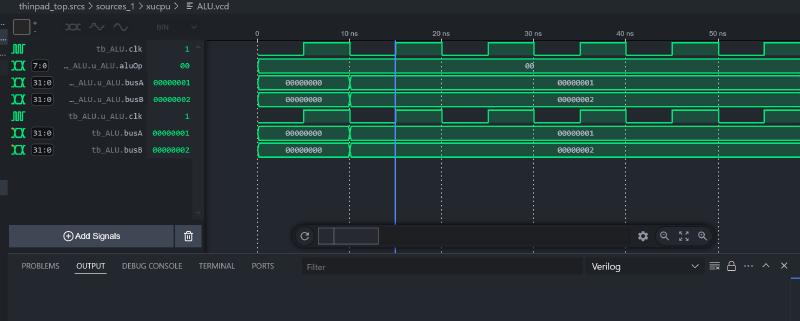 thinpad_top.srcs > sources_1 > xucpu > ALU.vcd
BIN
0 10 ns 20 ns 30 ns 40 ns 50 ns
tb_ALU.clk 1
7:0 …_ALU.u_ALU.aluOp 00 00
31:0 …_ALU.u_ALU.busA 00000001 00000000 00000001
31:0 …_ALU.u_ALU.busB 00000002 00000000 00000002
tb_ALU.u_ALU.clk 1
31:0 tb_ALU.busA 00000001 00000000 00000001
31:0 tb_ALU.busB 00000002 00000000 00000002
Add Signals
PROBLEMS OUTPUT DEBUG CONSOLE TERMINAL PORTS Filter Verilog